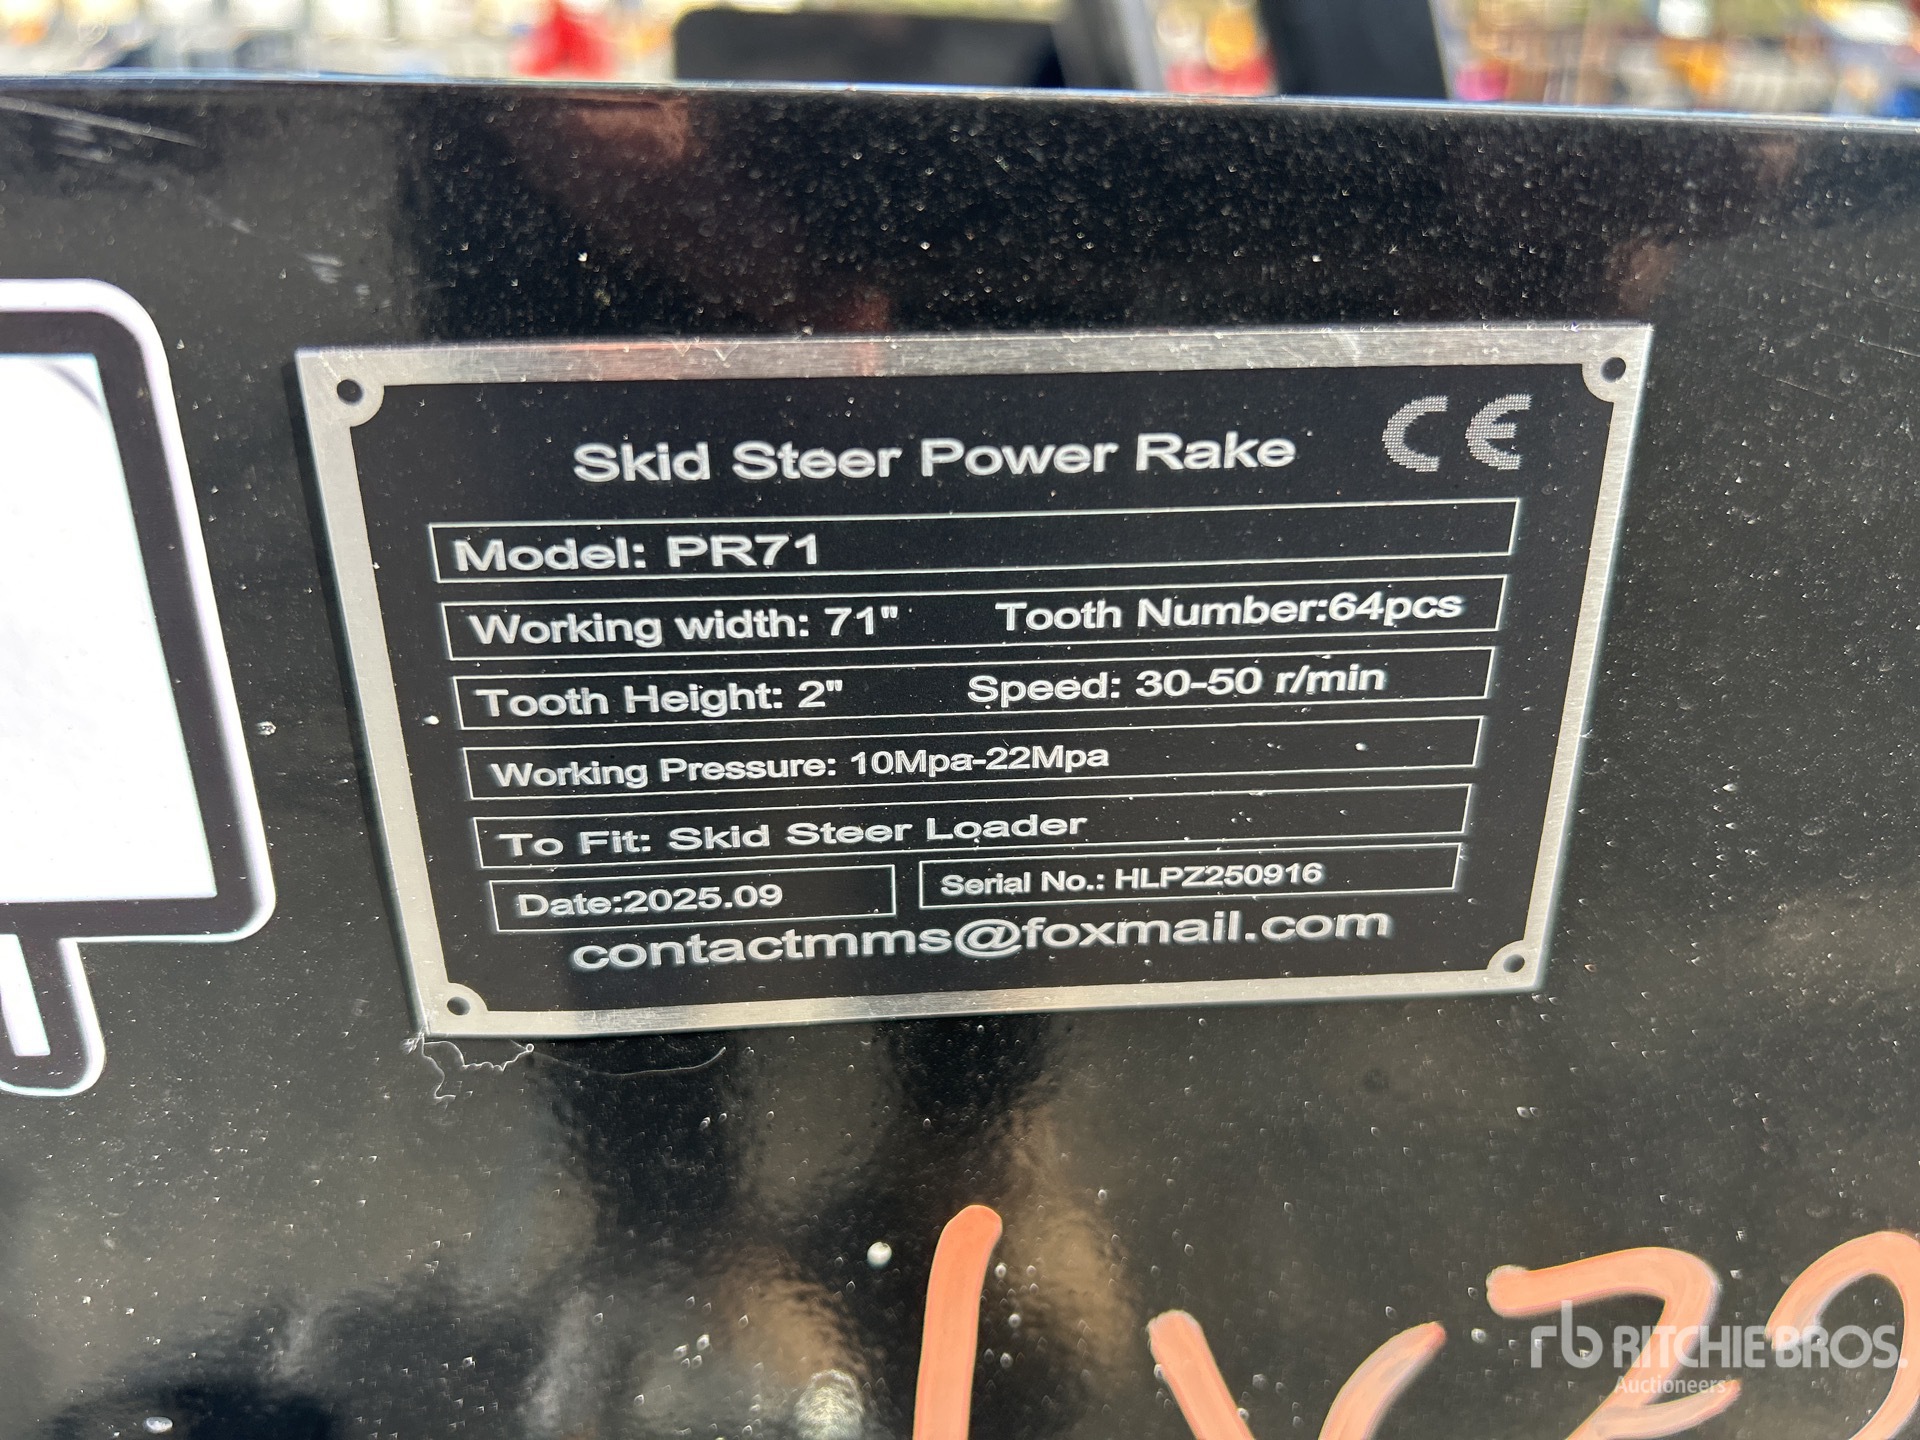 Skid Steer Power Rake CE
Model: PR71
Working width: 71" Tooth Number:64pcs
Tooth Height: 2" Speed: 30-50 r/min
Working Pressure: 10Mpa-22Mpa
To Fit: Skid Steer Loader
Date:2025.09 Serial No.: HLPZ250916
contactmms@foxmail.com
rb RITCHIE BROS.
Auctioneers